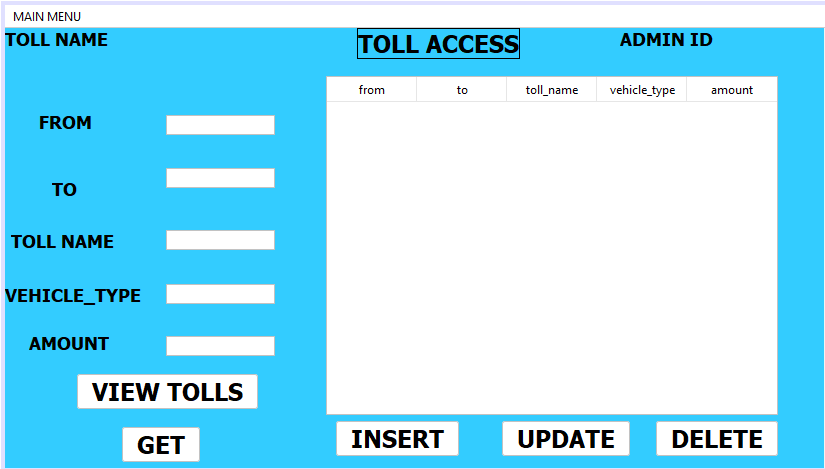 MAIN MENU
TOLL NAME
TOLL ACCESS
ADMIN ID
from to toll_name vehicle_type amount
FROM
TO
TOLL NAME
VEHICLE_TYPE
AMOUNT
VIEW TOLLS
GET
INSERT
UPDATE
DELETE